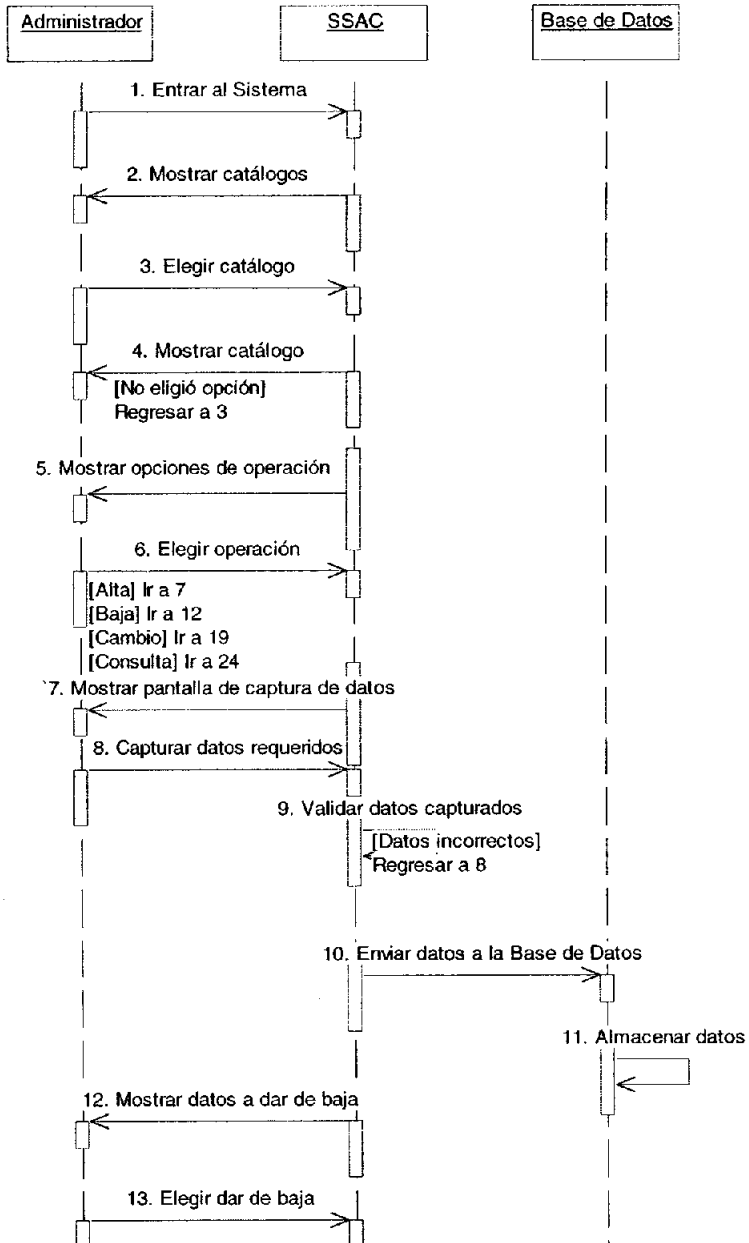 Administrador
SSAC
Base de Datos
1. Entrar al Sistema
2. Mostrar catálogos
3. Elegir catálogo
4. Mostrar catálogo
[No eligió opción]
Regresar a 3
5. Mostrar opciones de operación
6. Elegir operación
[Alta] Ir a 7
[Baja] Ir a 12
[Cambio] Ir a 19
[Consulta] Ir a 24
`7. Mostrar pantalla de captura de datos
8. Capturar datos requeridos
9. Validar datos capturados
[Datos incorrectos]
Regresar a 8
10. Enviar datos a la Base de Datos
11. Almacenar datos
12. Mostrar datos a dar de baja
13. Elegir dar de baja